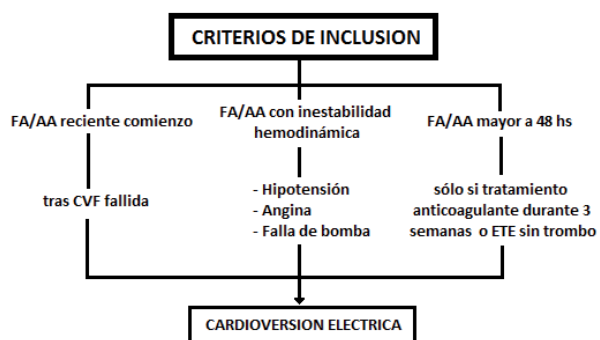 CRITERIOS DE INCLUSION
FA/AA reciente comienzo
tras CVF fallida
FA/AA con inestabilidad
hemodinámica
- Hipotensión
- Angina
- Falla de bomba
FA/AA mayor a 48 hs
sólo si tratamiento
anticoagulante durante 3
semanas o ETE sin trombo
CARDIOVERSION ELECTRICA